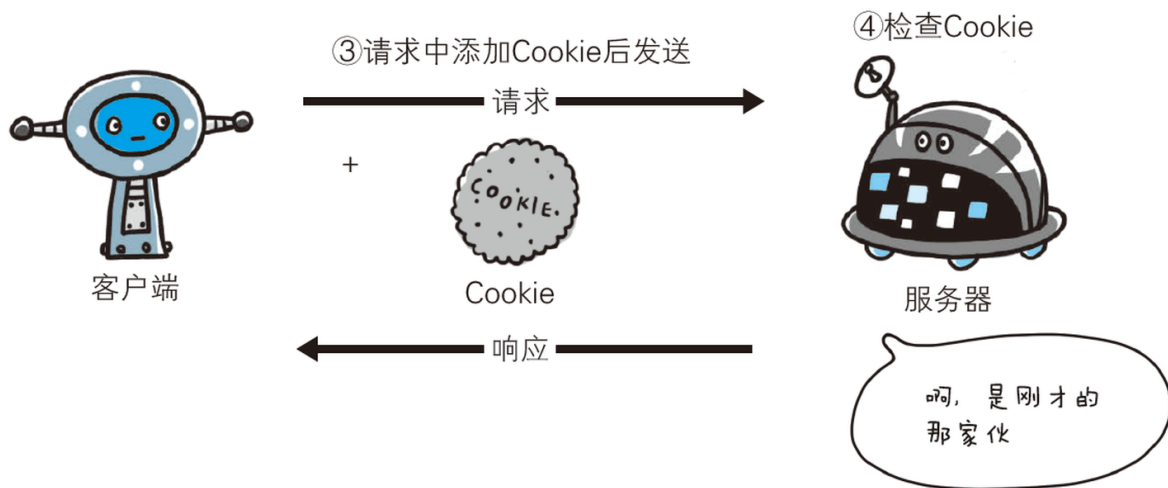 ④检查Cookie
③请求中添加Cookie后发送
请求
+
COOKIE.
客户端
Cookie
服务器
响应
啊, 是刚才的
那家伙